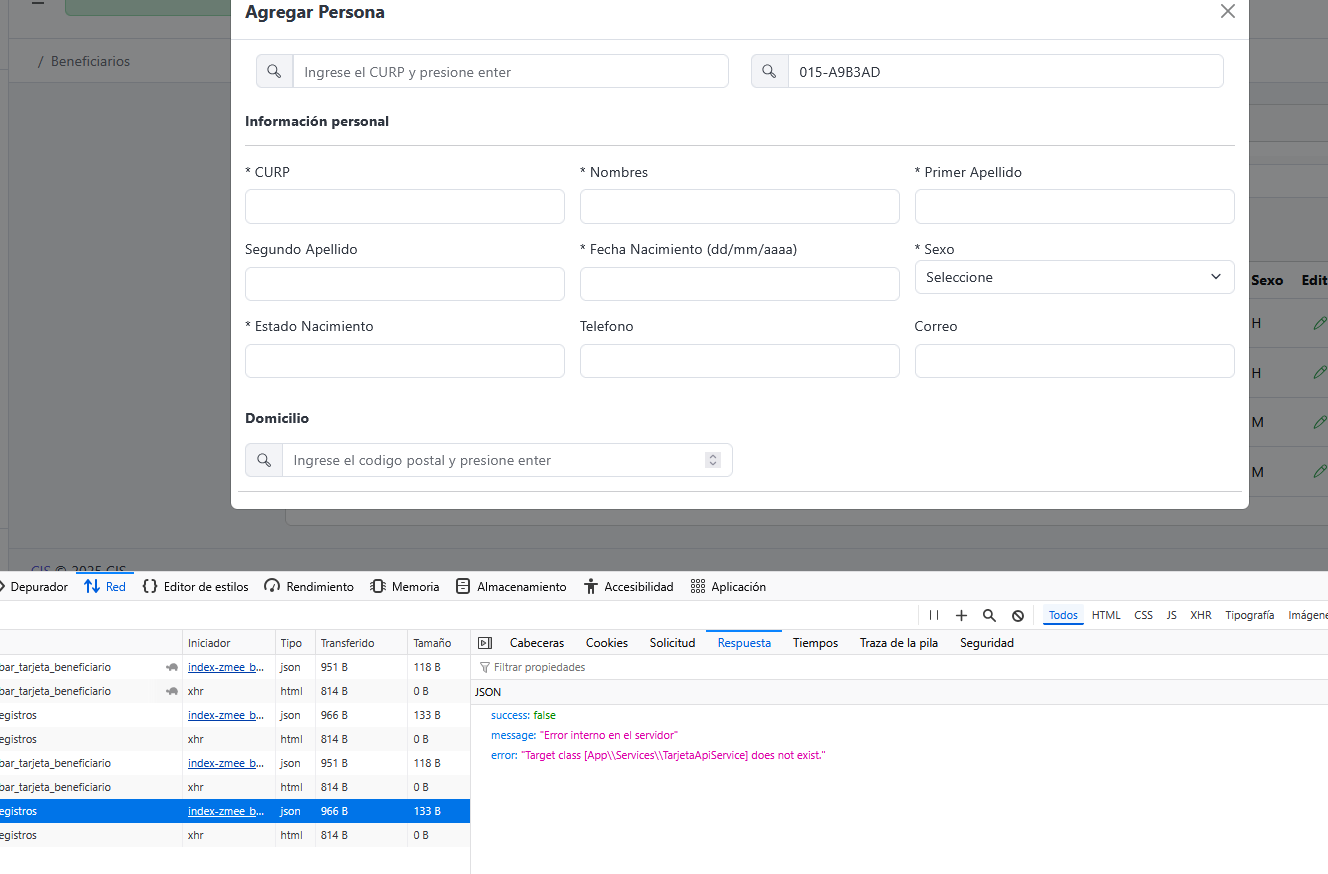 Agregar Persona
/ Beneficiarios
Ingrese el CURP y presione enter
015-A9B3AD
Información personal
* CURP
* Nombres
* Primer Apellido
Segundo Apellido
* Fecha Nacimiento (dd/mm/aaaa)
* Sexo
Seleccione
Sexo Edit
H
* Estado Nacimiento
Telefono
Correo
H
Domicilio
M
Ingrese el codigo postal y presione enter
M
CIS © 2025 CIS
Depurador Red Editor de estilos Rendimiento Memoria Almacenamiento Accesibilidad Aplicación
Todos HTML CSS JS XHR Tipografía Imágene
Iniciador Tipo Transferido Tamaño
Cabeceras Cookies Solicitud Respuesta Tiempos Traza de la pila Seguridad
bar_tarjeta_beneficiario index-zmee_b... json 951 B 118 B
Filtrar propiedades
bar_tarjeta_beneficiario xhr html 814 B 0 B
JSON
egistros index-zmee_b... json 966 B 133 B
success: false
egistros xhr html 814 B 0 B
message: "Error interno en el servidor"
bar_tarjeta_beneficiario index-zmee_b... json 951 B 118 B
error: "Target class [App\\Services\\TarjetaApiService] does not exist."
bar_tarjeta_beneficiario xhr html 814 B 0 B
egistros index-zmee_b... json 966 B 133 B
egistros xhr html 814 B 0 B